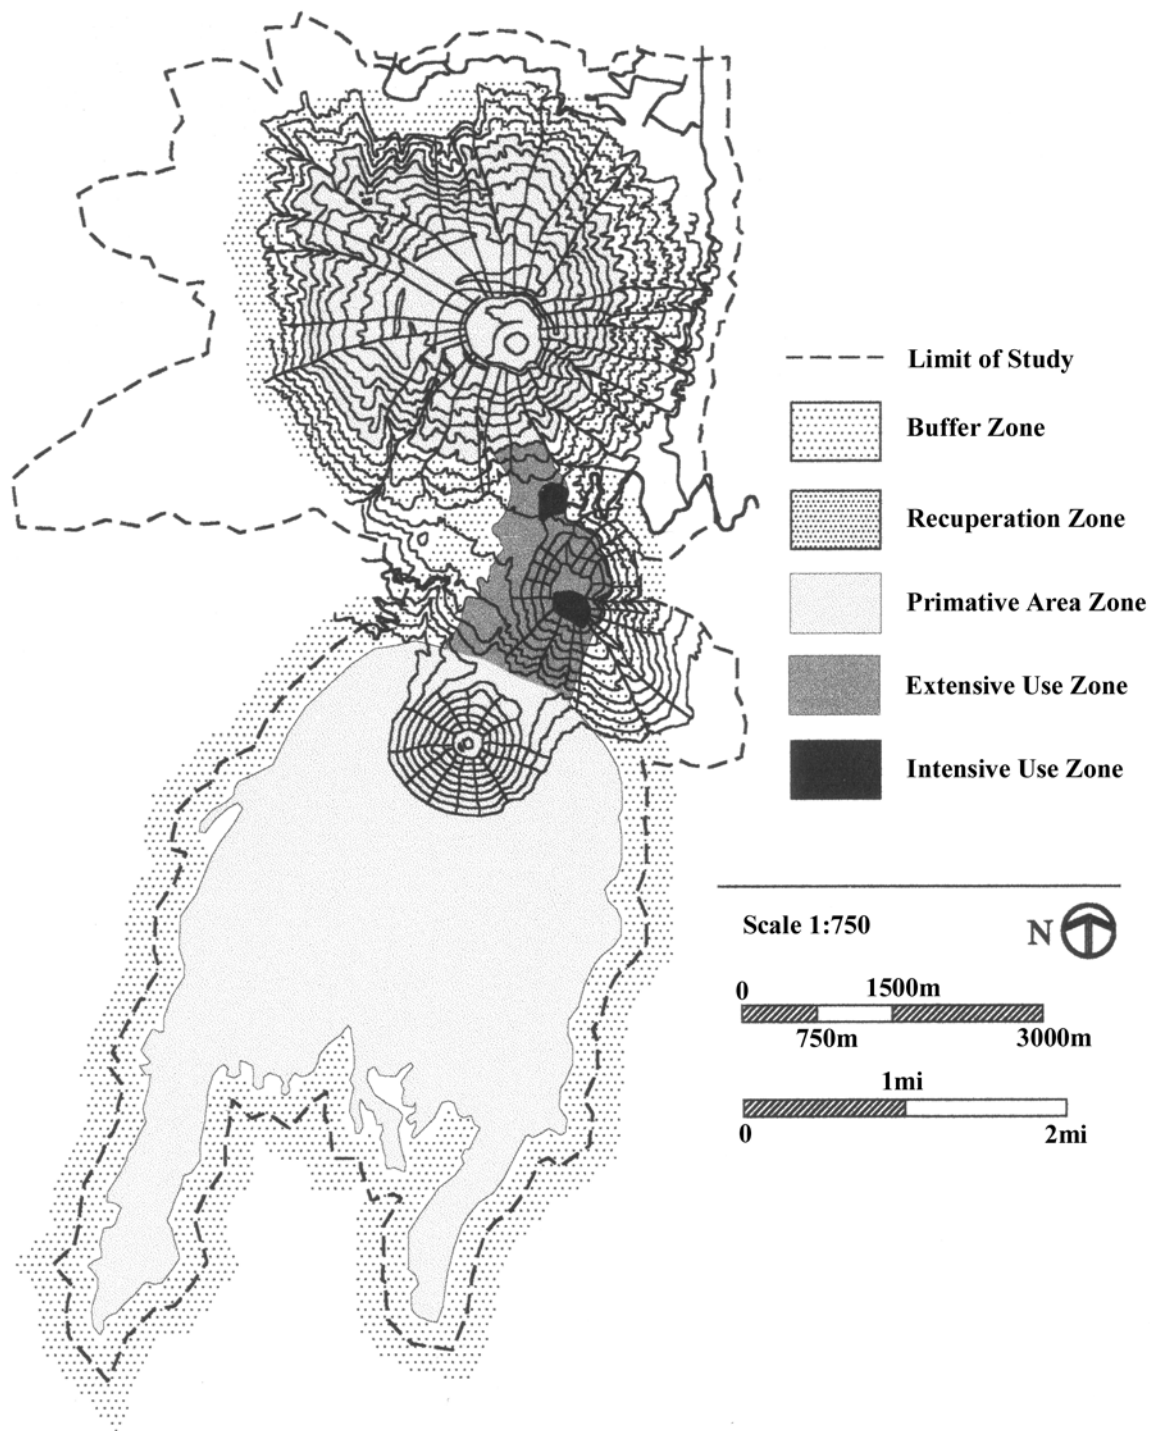 Limit of Study
Buffer Zone
Recuperation Zone
Primative Area Zone
Extensive Use Zone
Intensive Use Zone
Scale 1:750
N
0
1500m
750m
3000m
1mi
0
2mi